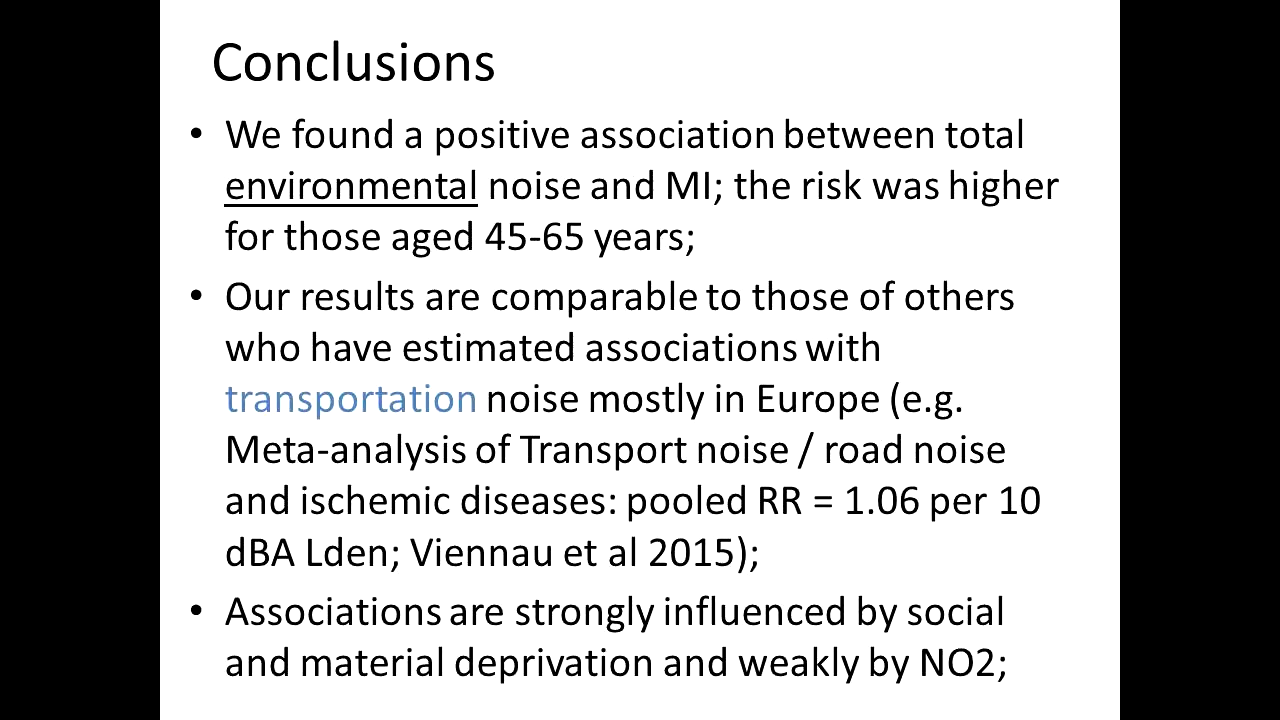 Conclusions
• We found a positive association between total
environmental noise and MI; the risk was higher
for those aged 45-65 years;
• Our results are comparable to those of others
who have estimated associations with
transportation noise mostly in Europe (e.g.
Meta-analysis of Transport noise / road noise
and ischemic diseases: pooled RR = 1.06 per 10
dBA Lden; Viennau et al 2015);
• Associations are strongly influenced by social
and material deprivation and weakly by NO2;